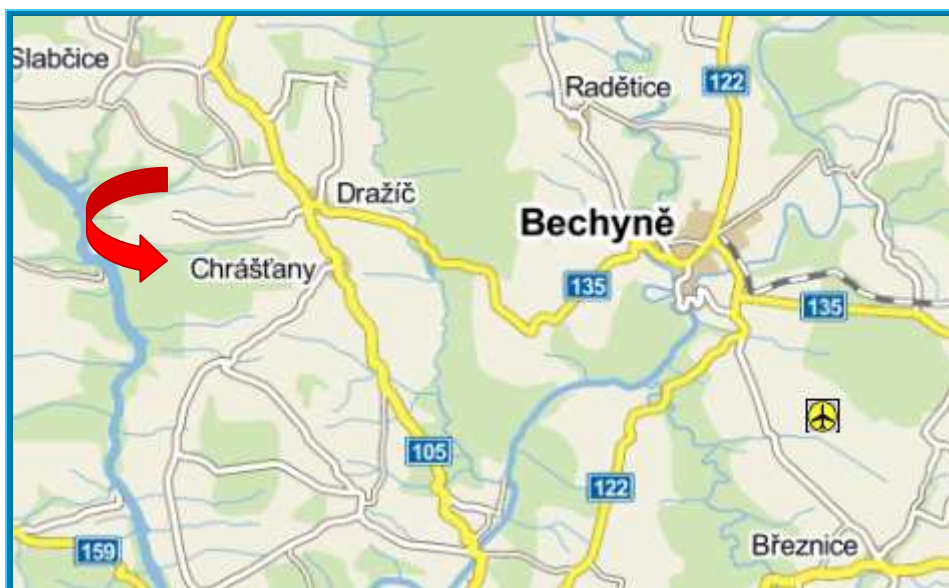 Slabčice
122
Radětice
Dražíč
Bechyně
Chrášťany
135
135
105
122
159
Březnice